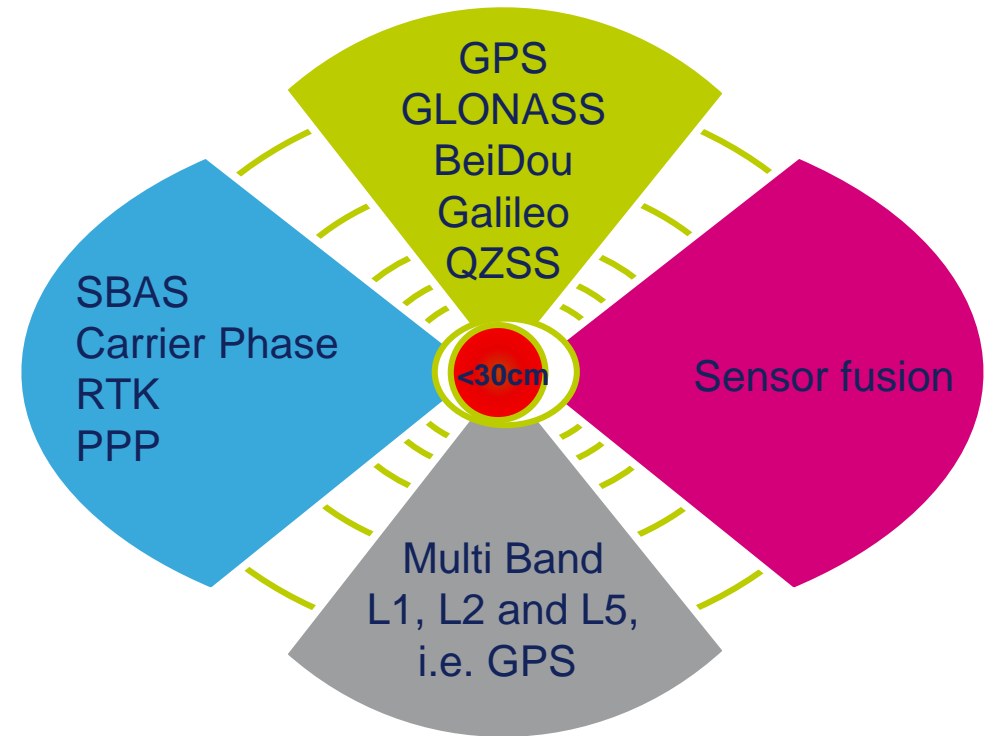 GPS
GLONASS
BeiDou
Galileo
QZSS
SBAS
Carrier Phase
RTK
PPP
<30cm
Sensor fusion
Multi Band
L1, L2 and L5,
i.e. GPS